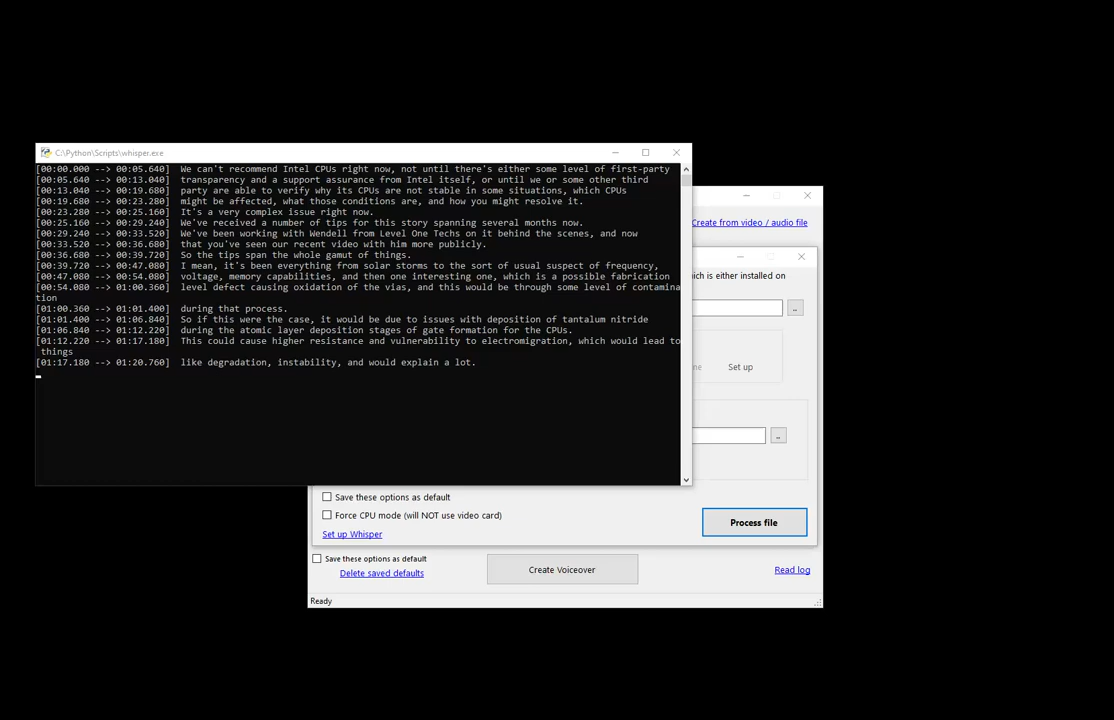 C:\Python\Scripts\whisper.exe
[00:00.000 --> 00:05.640]  We can't recommend Intel CPUs right now, not until there's either some level of first-party
[00:05.640 --> 00:13.040]  transparency and a support assurance from Intel itself, or until we or some other third
[00:13.040 --> 00:19.680]  party are able to verify why its CPUs are not stable in some situations, which CPUs
[00:19.680 --> 00:23.280]  might be affected, what those conditions are, and how you might resolve it.
[00:23.280 --> 00:25.160]  It's a very complex issue right now.
[00:25.160 --> 00:29.240]  We've received a number of tips for this story spanning several months now.
[00:29.240 --> 00:33.520]  We've been working with Wendell from Level One Techs on it behind the scenes, and now
[00:33.520 --> 00:36.680]  that you've seen our recent video with him more publicly.
[00:36.680 --> 00:39.720]  So the tips span the whole gamut of things.
[00:39.720 --> 00:47.080]  I mean, it's been everything from solar storms to the sort of usual suspect of frequency,
[00:47.080 --> 00:54.080]  voltage, memory capabilities, and then one interesting one, which is a possible fabrication
[00:54.080 --> 01:00.360]  level defect causing oxidation of the vias, and this would be through some level of contamina
tion
[01:00.360 --> 01:01.400]  during that process.
[01:01.400 --> 01:06.840]  So if this were the case, it would be due to issues with deposition of tantalum nitride
[01:06.840 --> 01:12.220]  during the atomic layer deposition stages of gate formation for the CPUs.
[01:12.220 --> 01:17.180]  This could cause higher resistance and vulnerability to electromigration, which would lead to
things
[01:17.180 --> 01:20.760]  like degradation, instability, and would explain a lot.
Create from video / audio file
hich is either installed on
..
ne
Set up
..
Save these options as default
Force CPU mode (will NOT use video card)
Set up Whisper
Process file
Save these options as default
Delete saved defaults
Create Voiceover
Read log
Ready